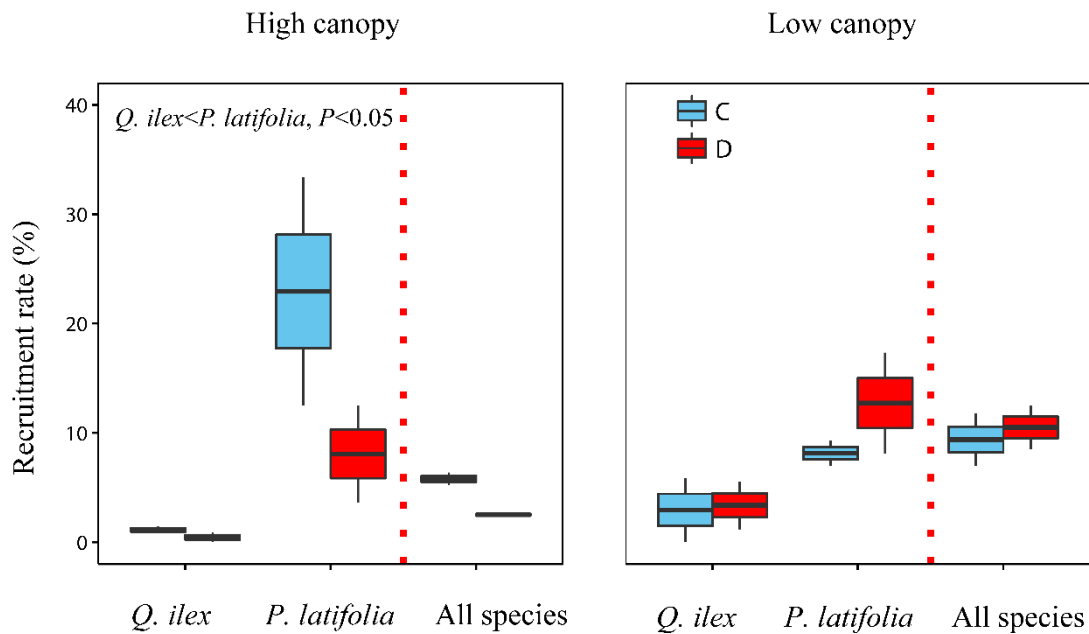 High canopy
Low canopy
Recruitment rate (%)
40
30
20
10
0
Q. ilex<P. latifolia, P<0.05
C
D
Q. ilex
P. latifolia
All species
Q. ilex
P. latifolia
All species